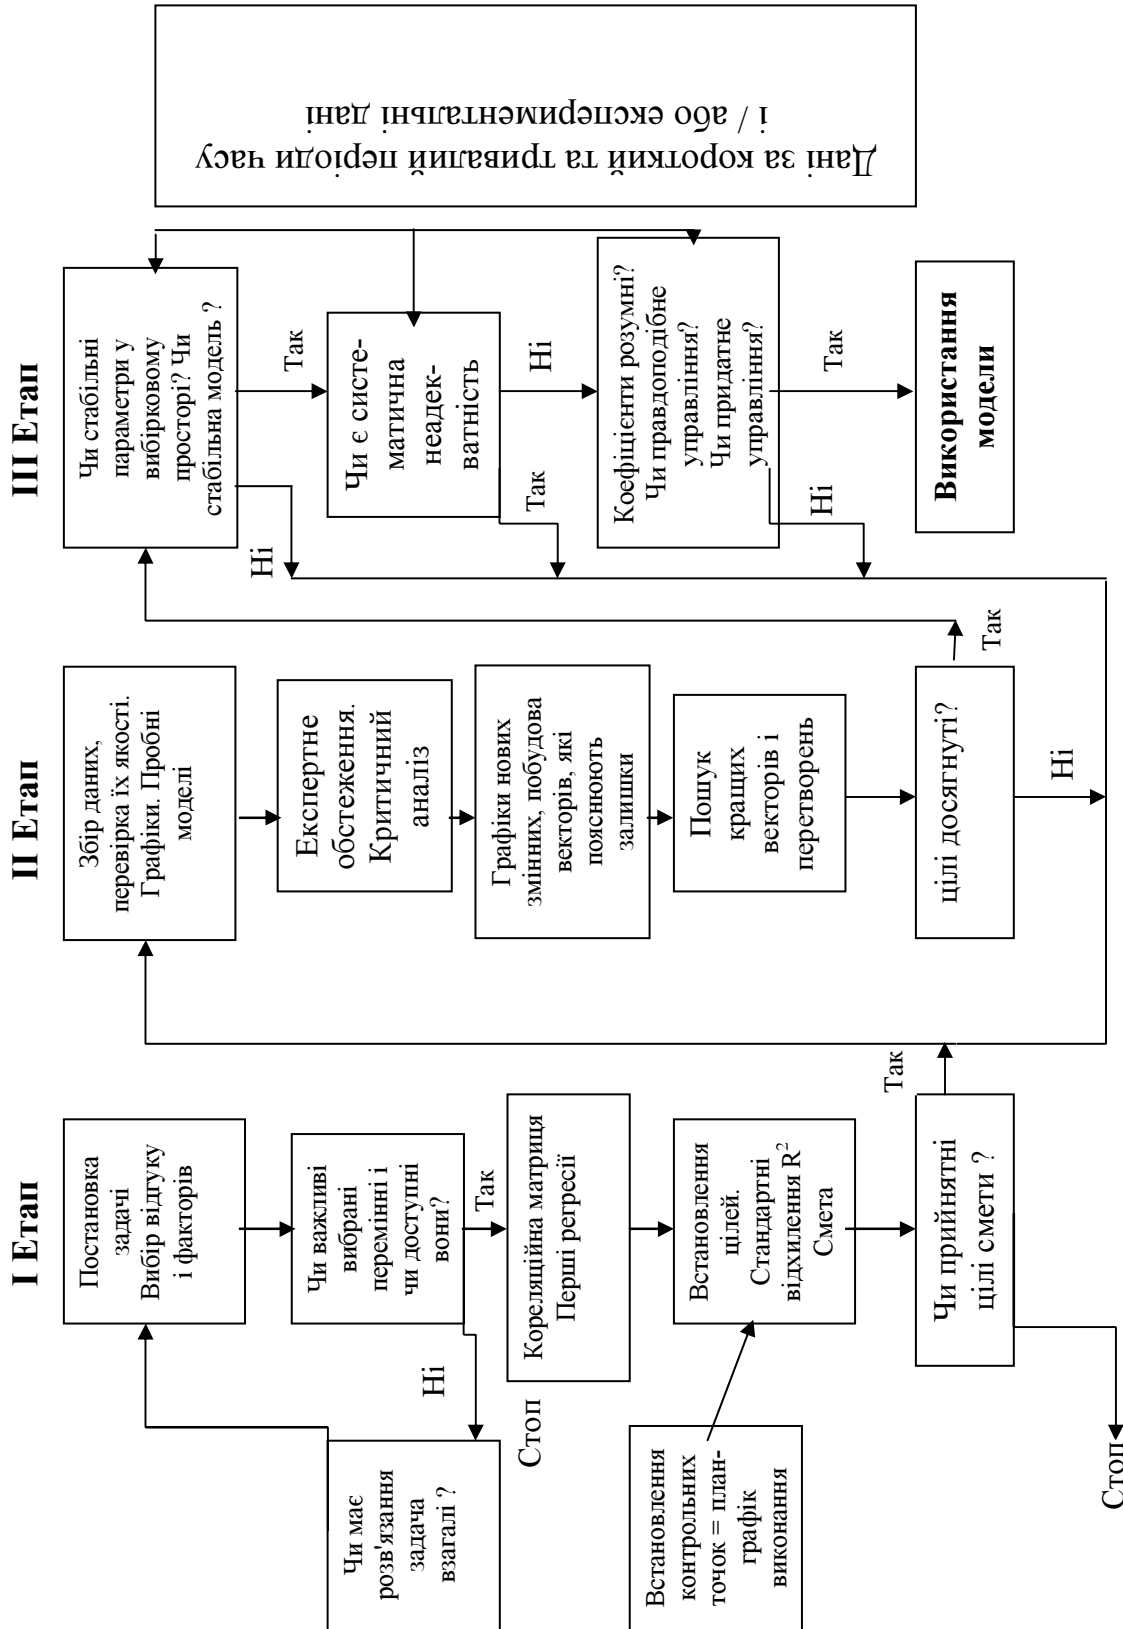 І Етап
Чи має
розв'язання
задача
взагалі ?
Постановка
задачі
Вибір відгуку
і факторів
Чи важливі
вибрані
перемінні і
чи доступні
вони?
Ні
Стоп
Так
Кореляційна матриця
Перші регресії
Встановлення
контрольних
точок = план-
графік
виконання
Встановлення
цілей.
Стандартні
відхилення R²
Смета
Чи прийнятні
цілі смети ?
Так
Стоп
ІІ Етап
Збір даних,
перевірка їх якості.
Графіки. Пробні
моделі
Експертне
обстеження.
Критичний
аналіз
Графіки нових
змінних, побудова
векторів, які
пояснюють
залишки
Пошук
кращих
векторів і
перетворень
цілі досягнуті?
Так
Ні
ІІІ Етап
Чи стабільні
параметри у
вибірковому
просторі? Чи
стабільна модель ?
Ні
Так
Чи є систе-
матична
неадек-
ватність
Так
Ні
Коефіцієнти розумні?
Чи правдоподібне
управління?
Чи придатне
управління?
Ні
Так
Використання
модели
Дані за короткий та тривалий періоди часу
і / або експериментальні дані